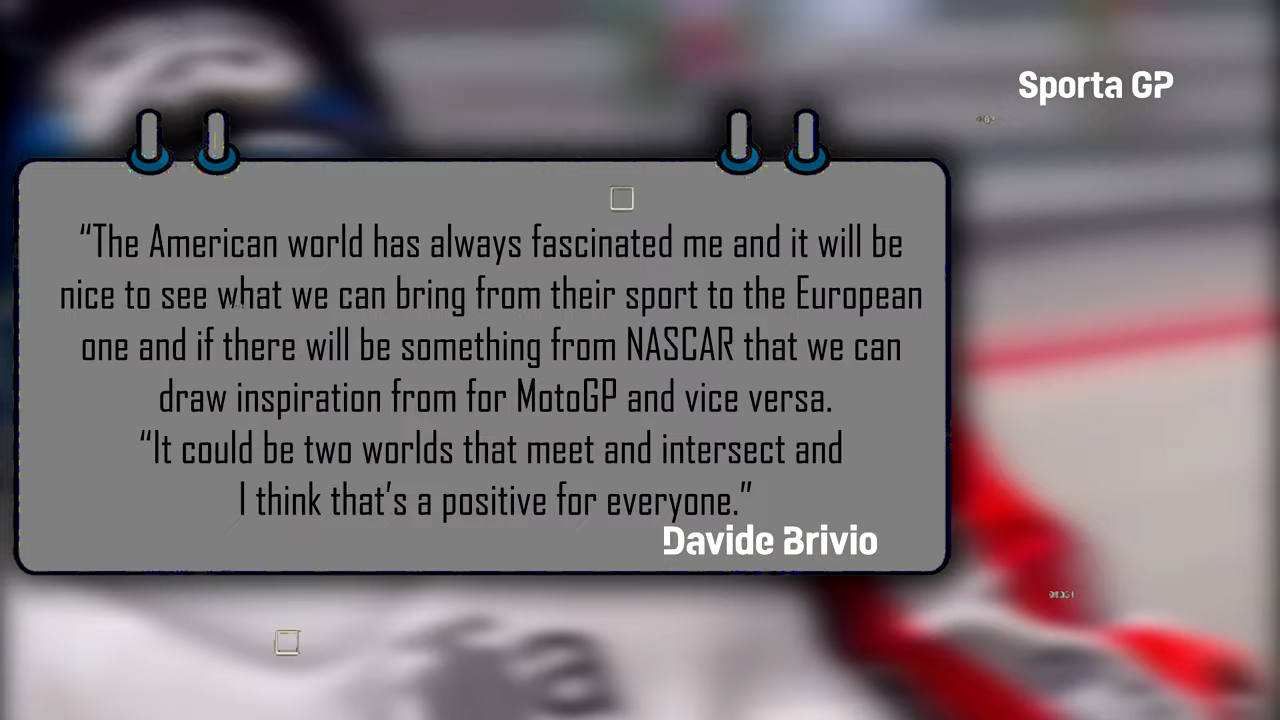 Sporta GP
“The American world has always fascinated me and it will be
nice to see what we can bring from their sport to the European
one and if there will be something from NASCAR that we can
draw inspiration from for MotoGP and vice versa.
“It could be two worlds that meet and intersect and
I think that’s a positive for everyone.”
Davide Brivio